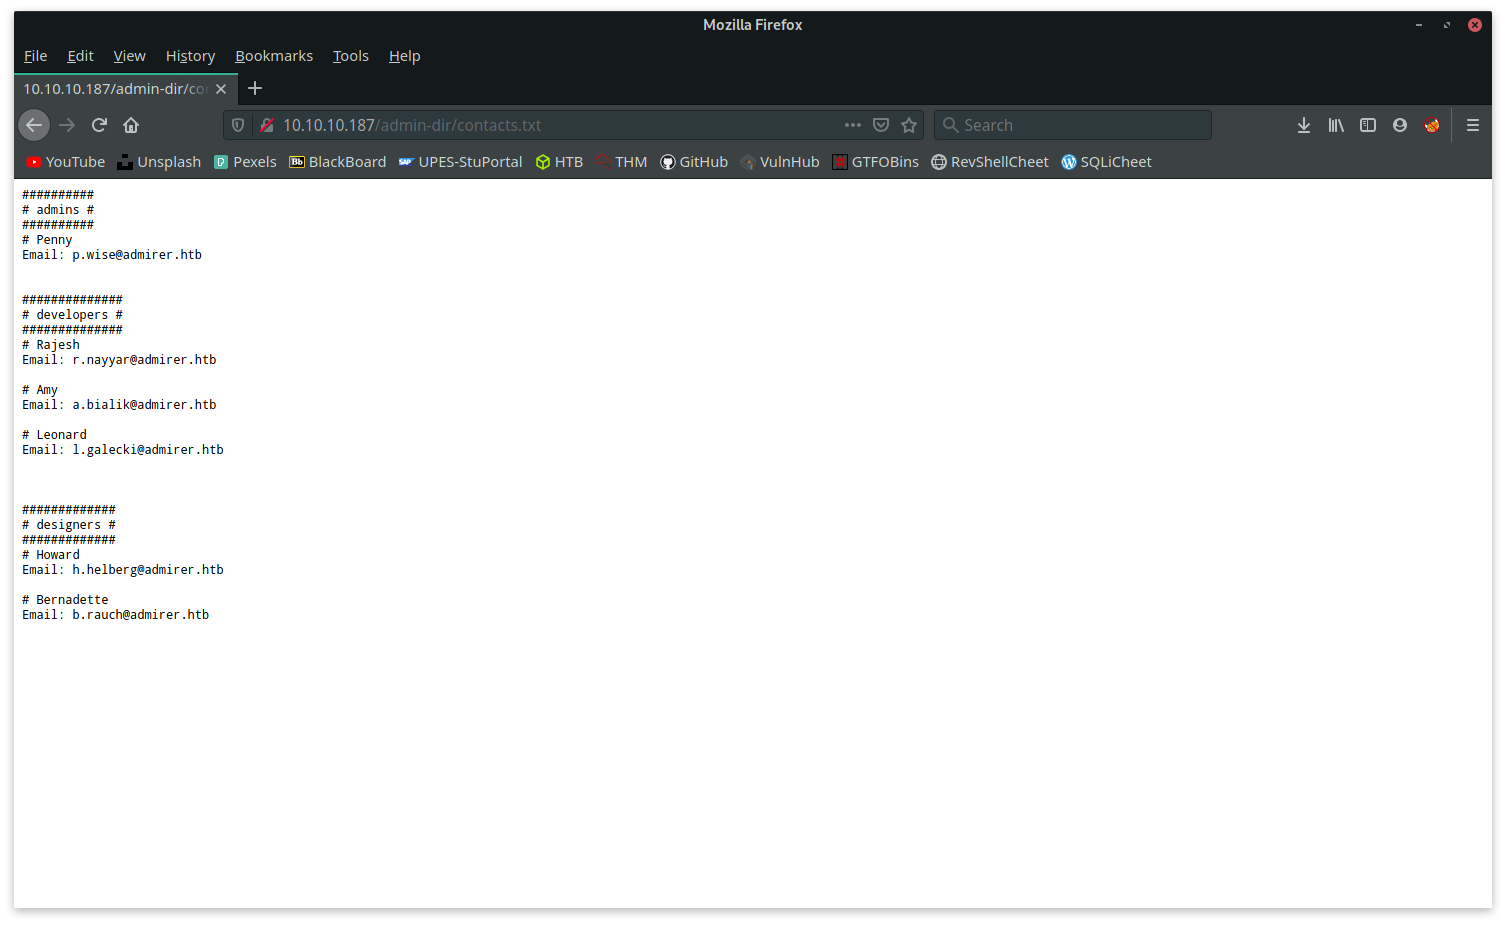 Mozilla Firefox
File Edit View History Bookmarks Tools Help
10.10.10.187/admin-dir/con
10.10.10.187/admin-dir/contacts.txt Search
YouTube Unsplash Pexels Bb BlackBoard SAP UPES-StuPortal HTB THM GitHub VulnHub GTFOBins RevShellCheet SQLiCheet
##########
# admins #
##########
# Penny
Email: p.wise@admirer.htb
##############
# developers #
##############
# Rajesh
Email: r.nayyar@admirer.htb
# Amy
Email: a.bialik@admirer.htb
# Leonard
Email: l.galecki@admirer.htb
#############
# designers #
#############
# Howard
Email: h.helberg@admirer.htb
# Bernadette
Email: b.rauch@admirer.htb